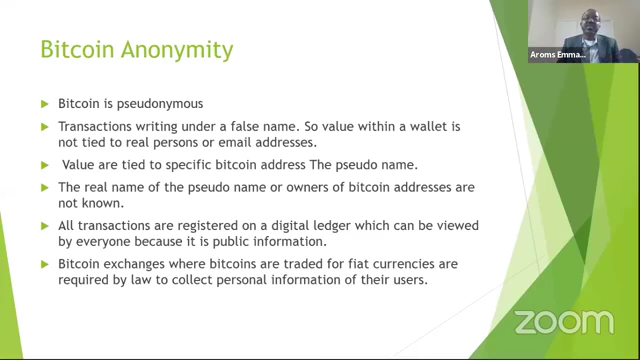 Bitcoin Anonymity
Aroms Emma...
Bitcoin is pseudonymous
Transactions writing under a false name. So value within a wallet is
not tied to real persons or email addresses.
Value are tied to specific bitcoin address The pseudo name.
The real name of the pseudo name or owners of bitcoin addresses are
not known.
All transactions are registered on a digital ledger which can be viewed
by everyone because it is public information.
Bitcoin exchanges where bitcoins are traded for fiat currencies are
required by law to collect personal information of their users.
zoom